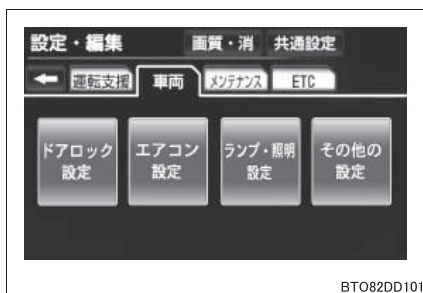 設定・編集 画質・消 共通設定
運転支援 車両 メンテナンス ETC
ドアロック設定 エアコン設定 ランプ・照明設定 その他の設定
BTO82DD101